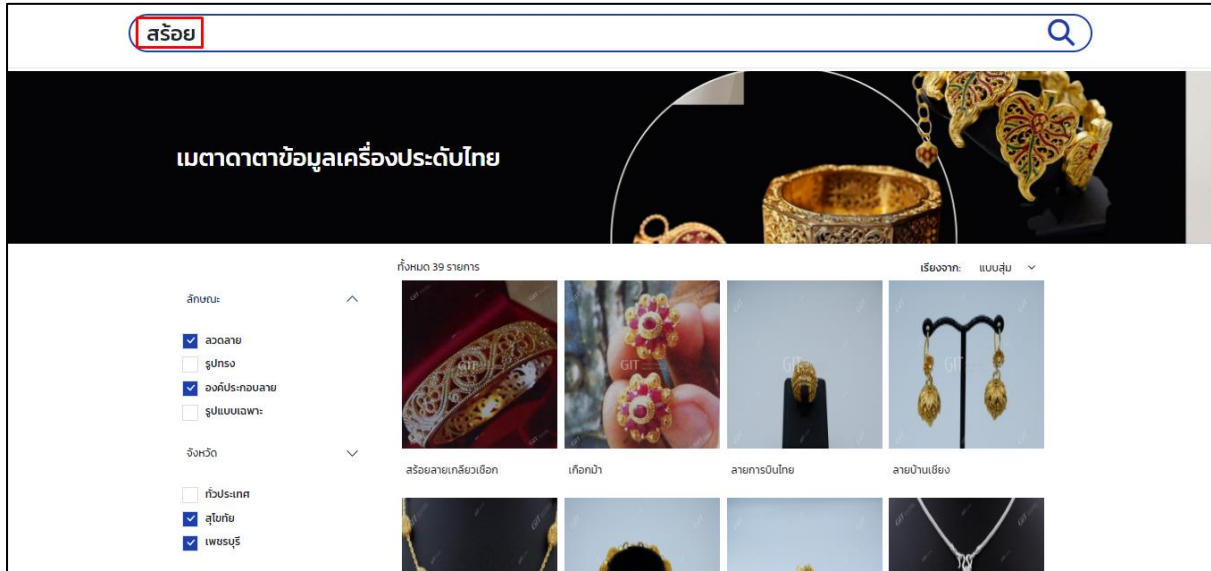 สร้อย
เมตาดาตาข้อมูลเครื่องประดับไทย
ทั้งหมด 39 รายการ
เรียงจาก: แบบสุ่ม
ลักษณะ
ลวดลาย
รูปทรง
องค์ประกอบลาย
รูปแบบเฉพาะ
จังหวัด
ทั่วประเทศ
สุโขทัย
เพชรบุรี
GIT
GIT
GIT
GIT
สร้อยลายเกลียวเชือก
เกือกม้า
ลายการบินไทย
ลายบ้านเชียง